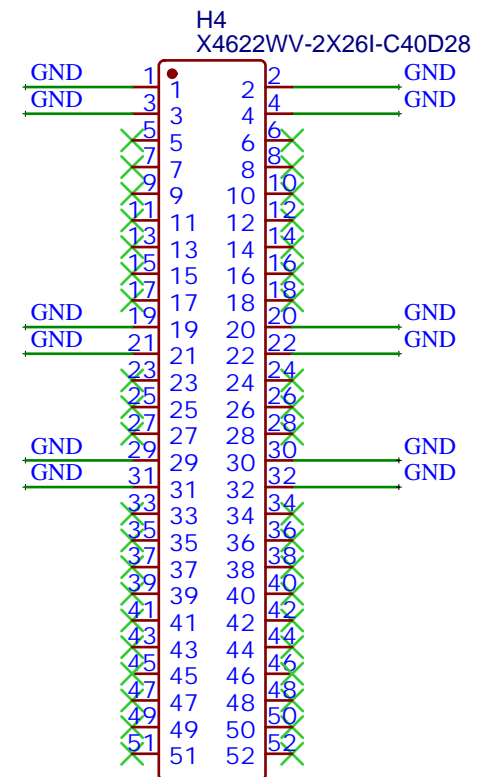 H4
X4622WV-2X26I-C40D28
GND 1 1 2 2 GND
GND 3 3 4 4 GND
5 5 6 6
7 7 8 8
9 9 10 10
11 11 12 12
13 13 14 14
15 15 16 16
17 17 18 18
GND 19 19 20 20 GND
GND 21 21 22 22 GND
23 23 24 24
25 25 26 26
27 27 28 28
GND 29 29 30 30 GND
GND 31 31 32 32 GND
33 33 34 34
35 35 36 36
37 37 38 38
39 39 40 40
41 41 42 42
43 43 44 44
45 45 46 46
47 47 48 48
49 49 50 50
51 51 52 52